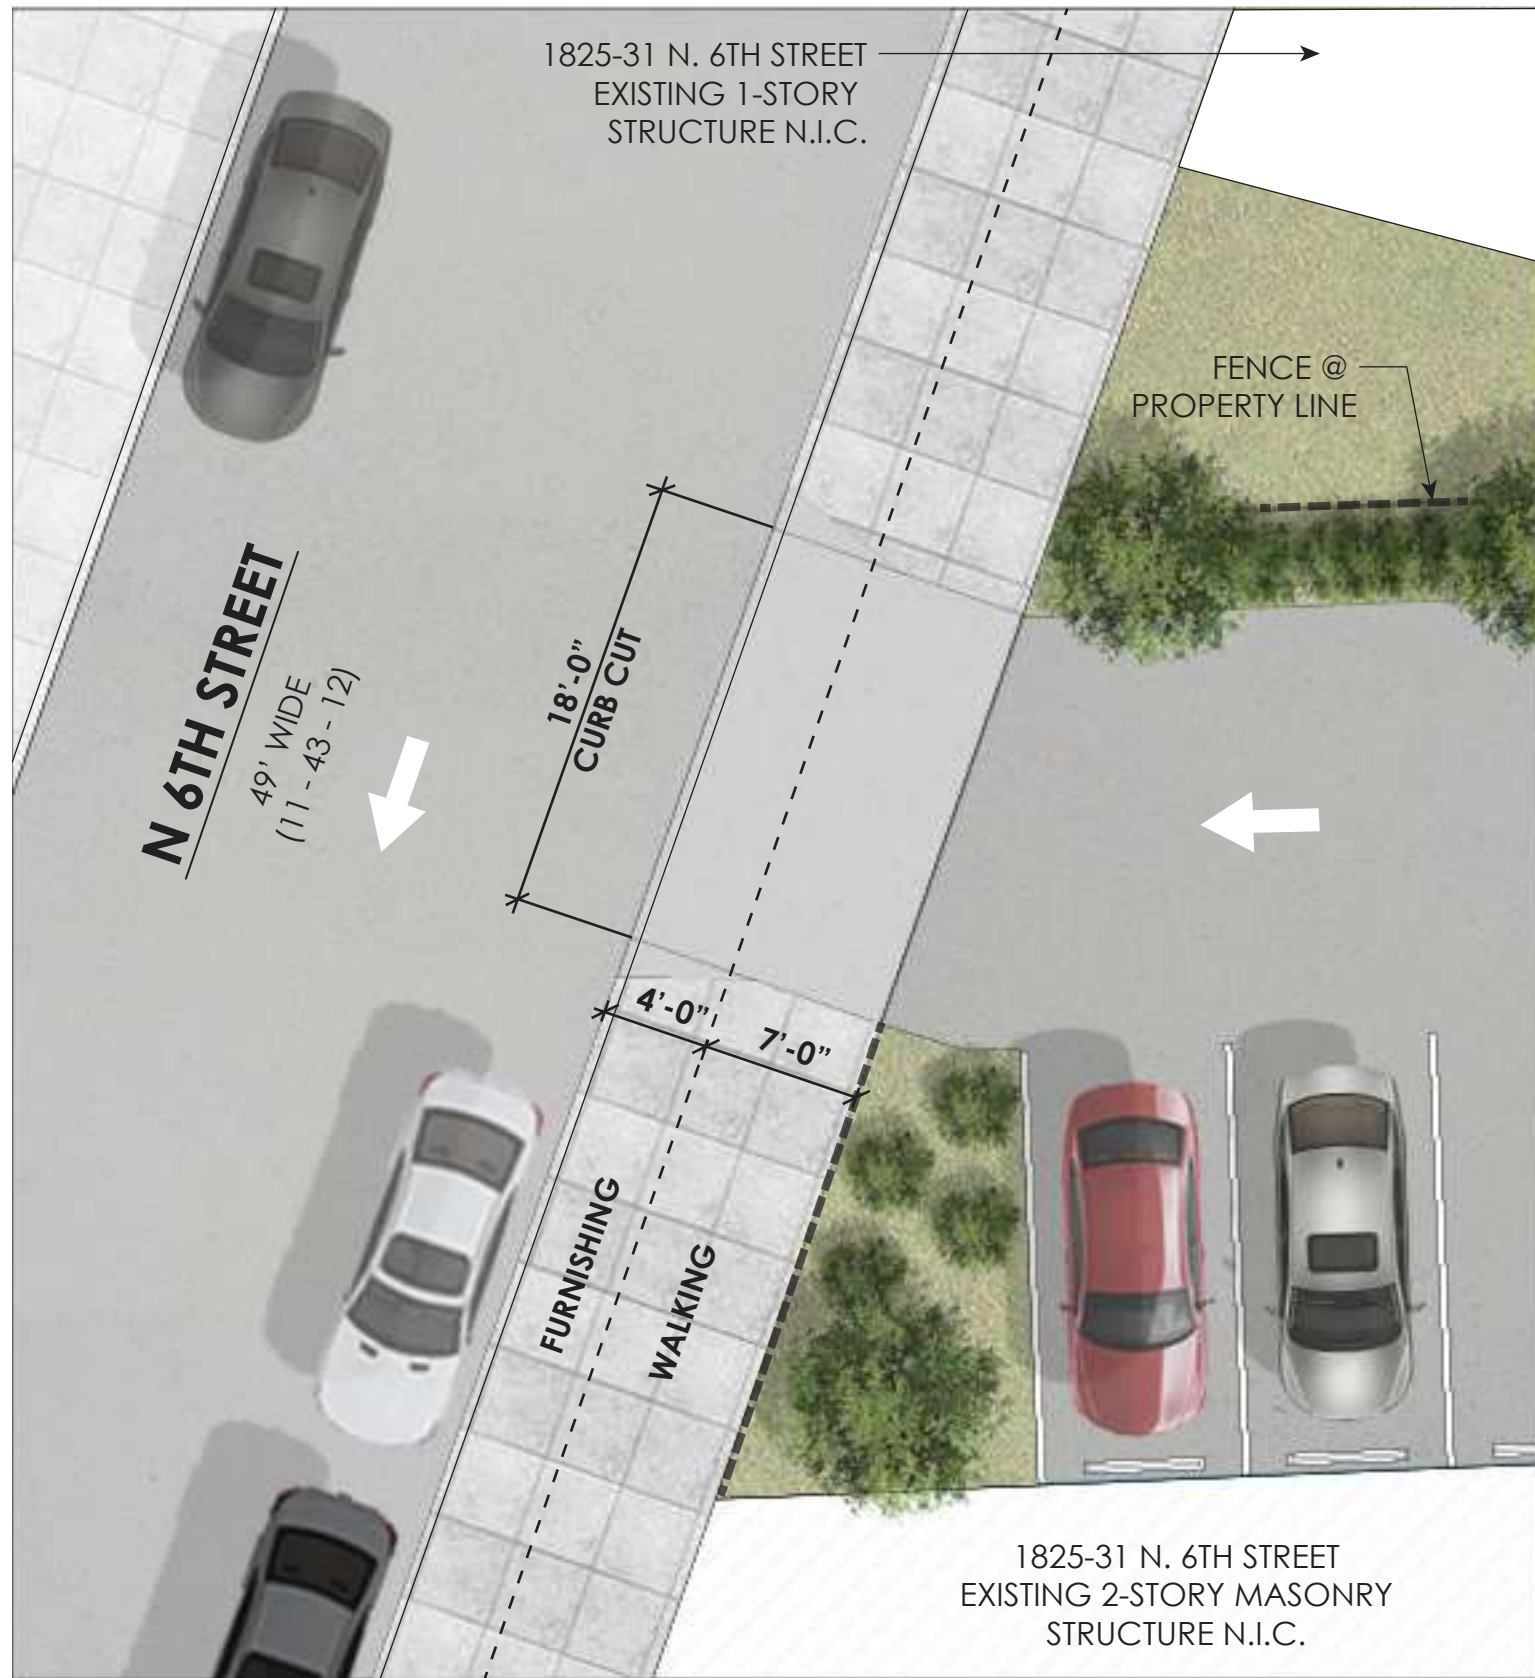 1825-31 N. 6TH STREET
EXISTING 1-STORY
STRUCTURE N.I.C.
FENCE @
PROPERTY LINE
N 6TH STREET
49' WIDE
(11 - 43 - 12)
18'-0"
CURB CUT
4'-0"
7'-0"
FURNISHING
WALKING
1825-31 N. 6TH STREET
EXISTING 2-STORY MASONRY
STRUCTURE N.I.C.